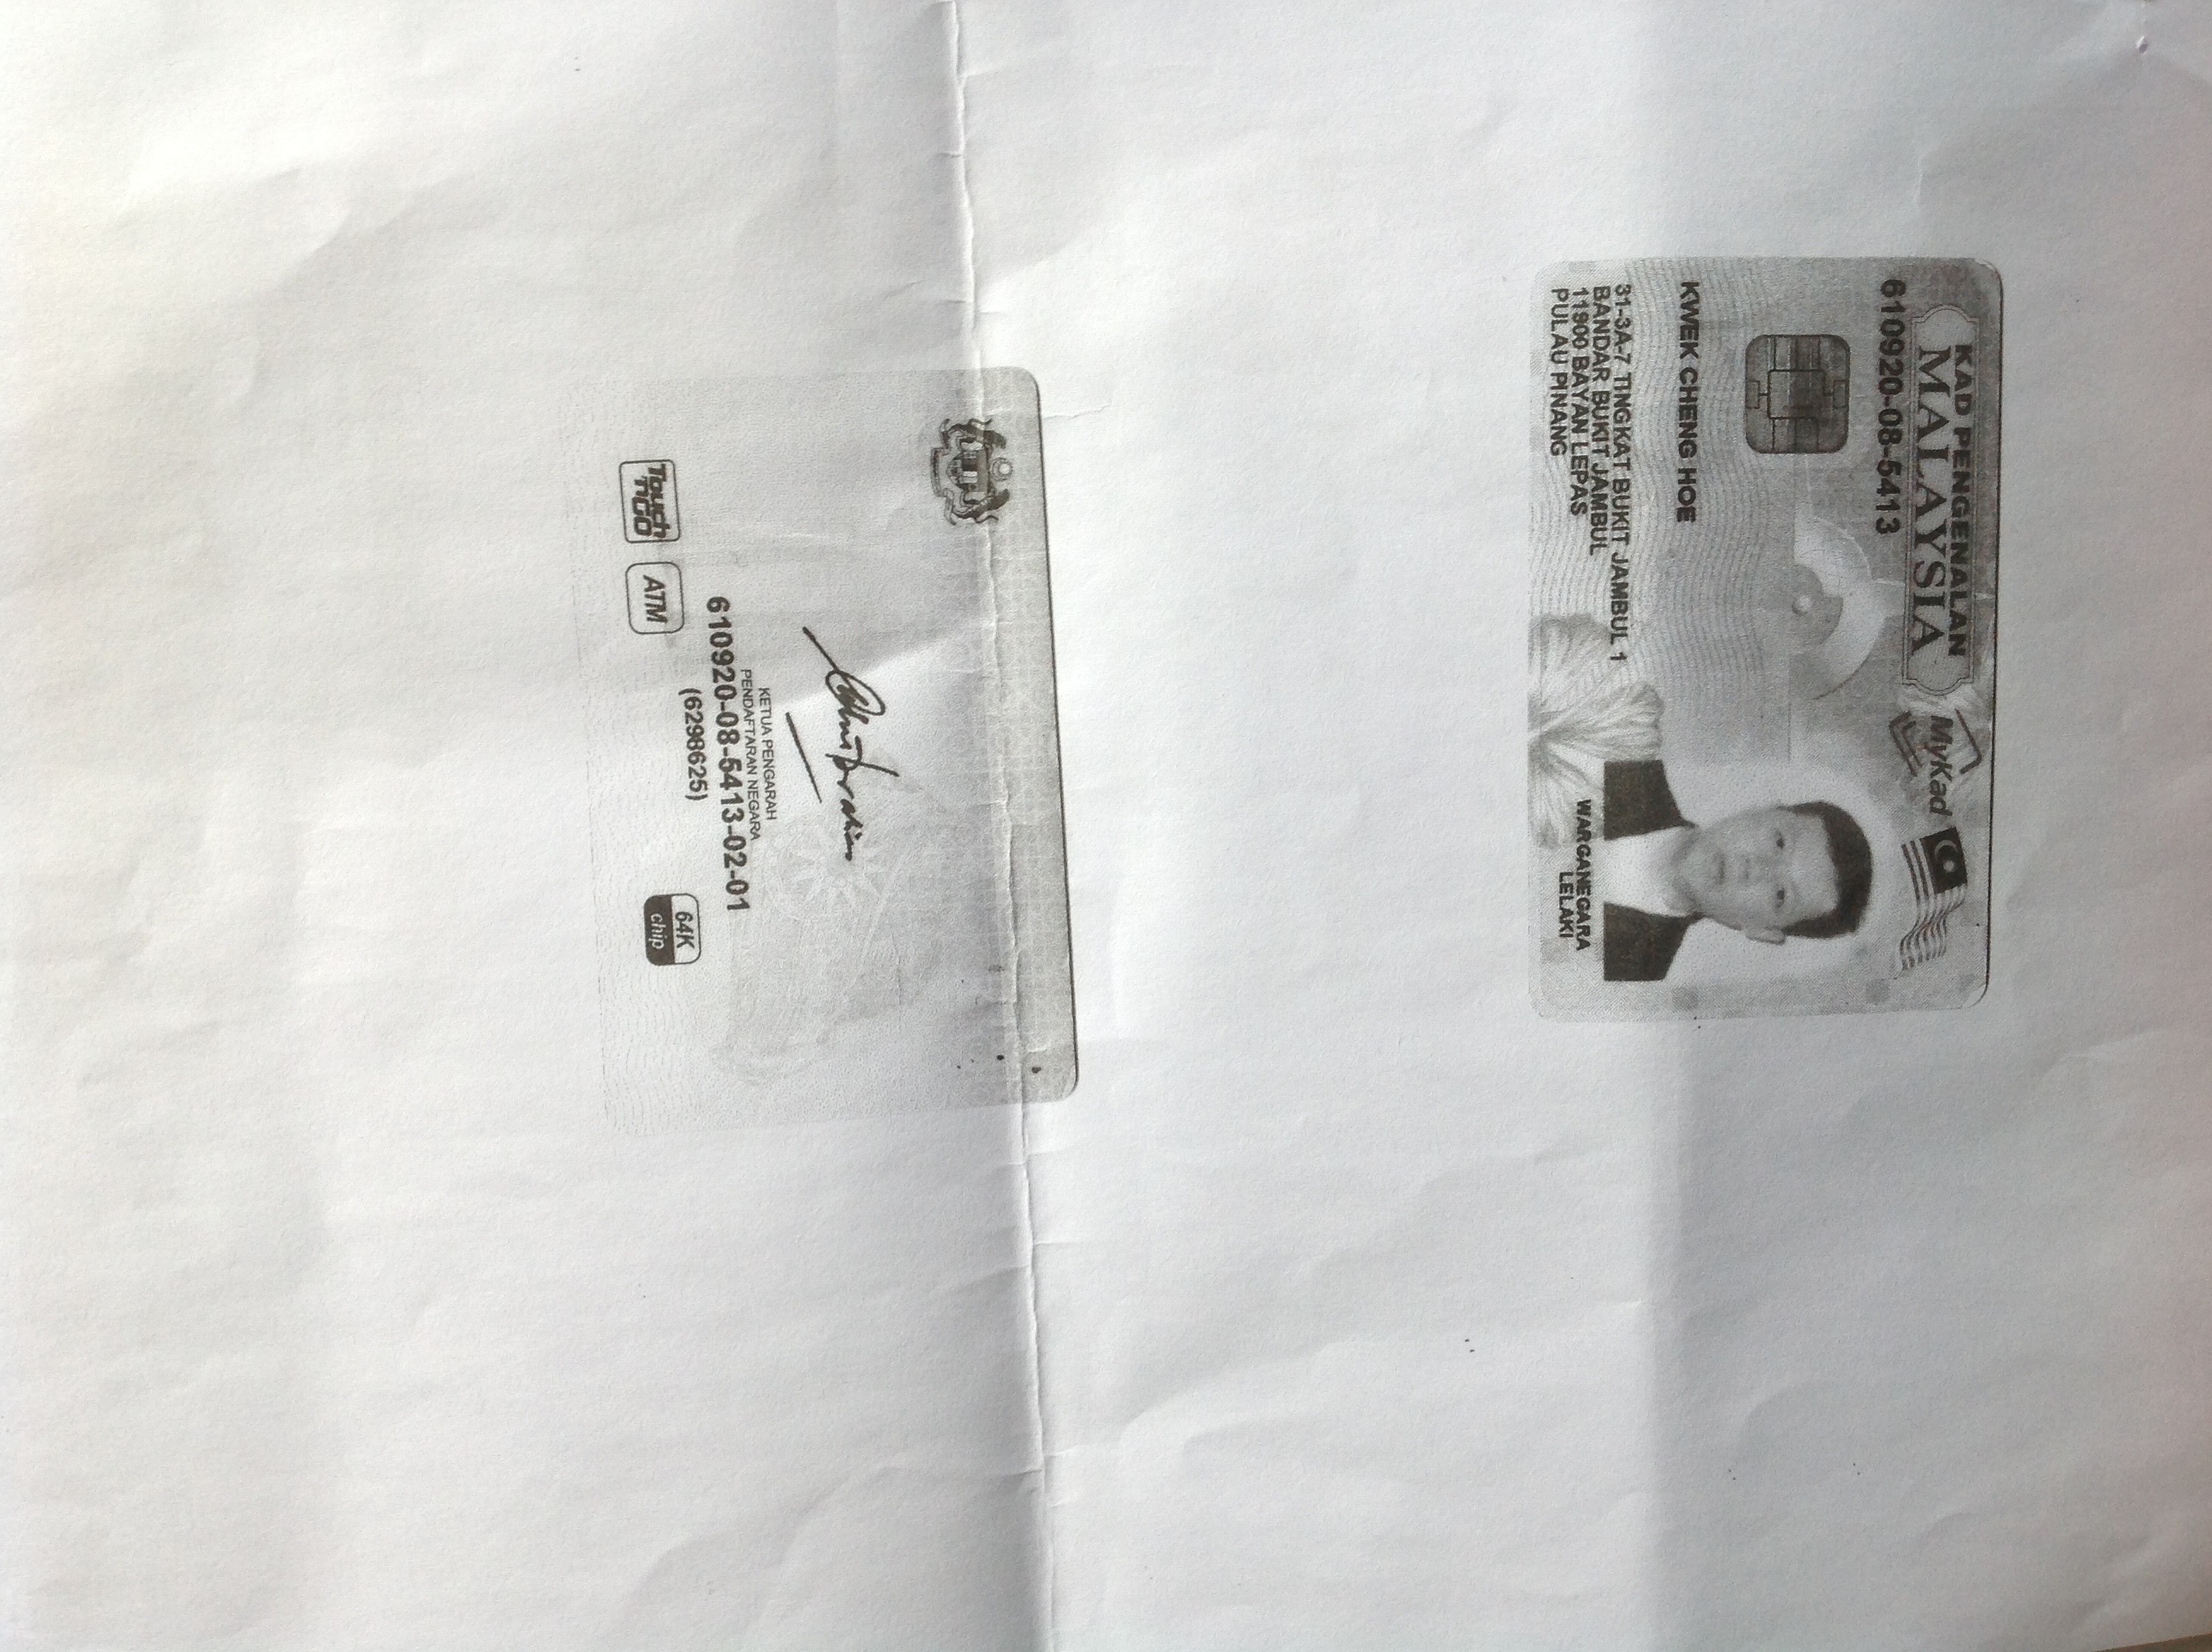 KAD PENGENALAN
MALAYSIA
MyKad
610920-08-5413
KWEK CHENG HOE
31-3A-7 TINGKAT BUKIT JAMBUL 1
BANDAR BUKIT JAMBUL
11900 BAYAN LEPAS
PULAU PINANG
WARGANEGARA
LELAKI
KETUA PENGARAH
PENDAFTARAN NEGARA
610920-08-5413-02-01
(6298625)
Touch
'n GO
ATM
64K
chip